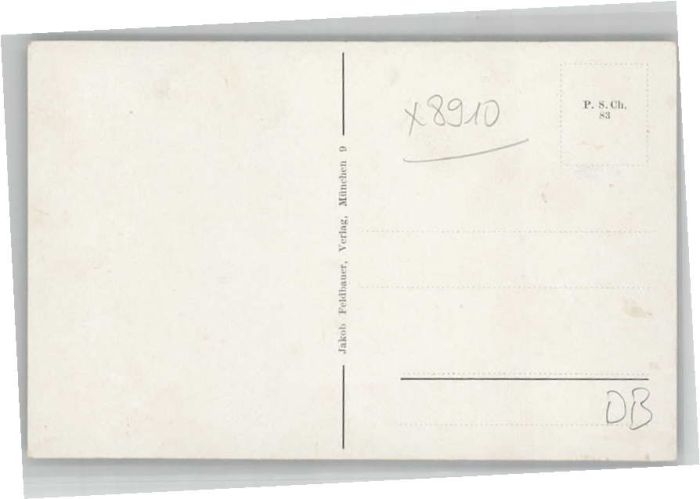 x8910
P. S. Ch.
83
Jakob Feldbauer, Verlag, München 9
DB